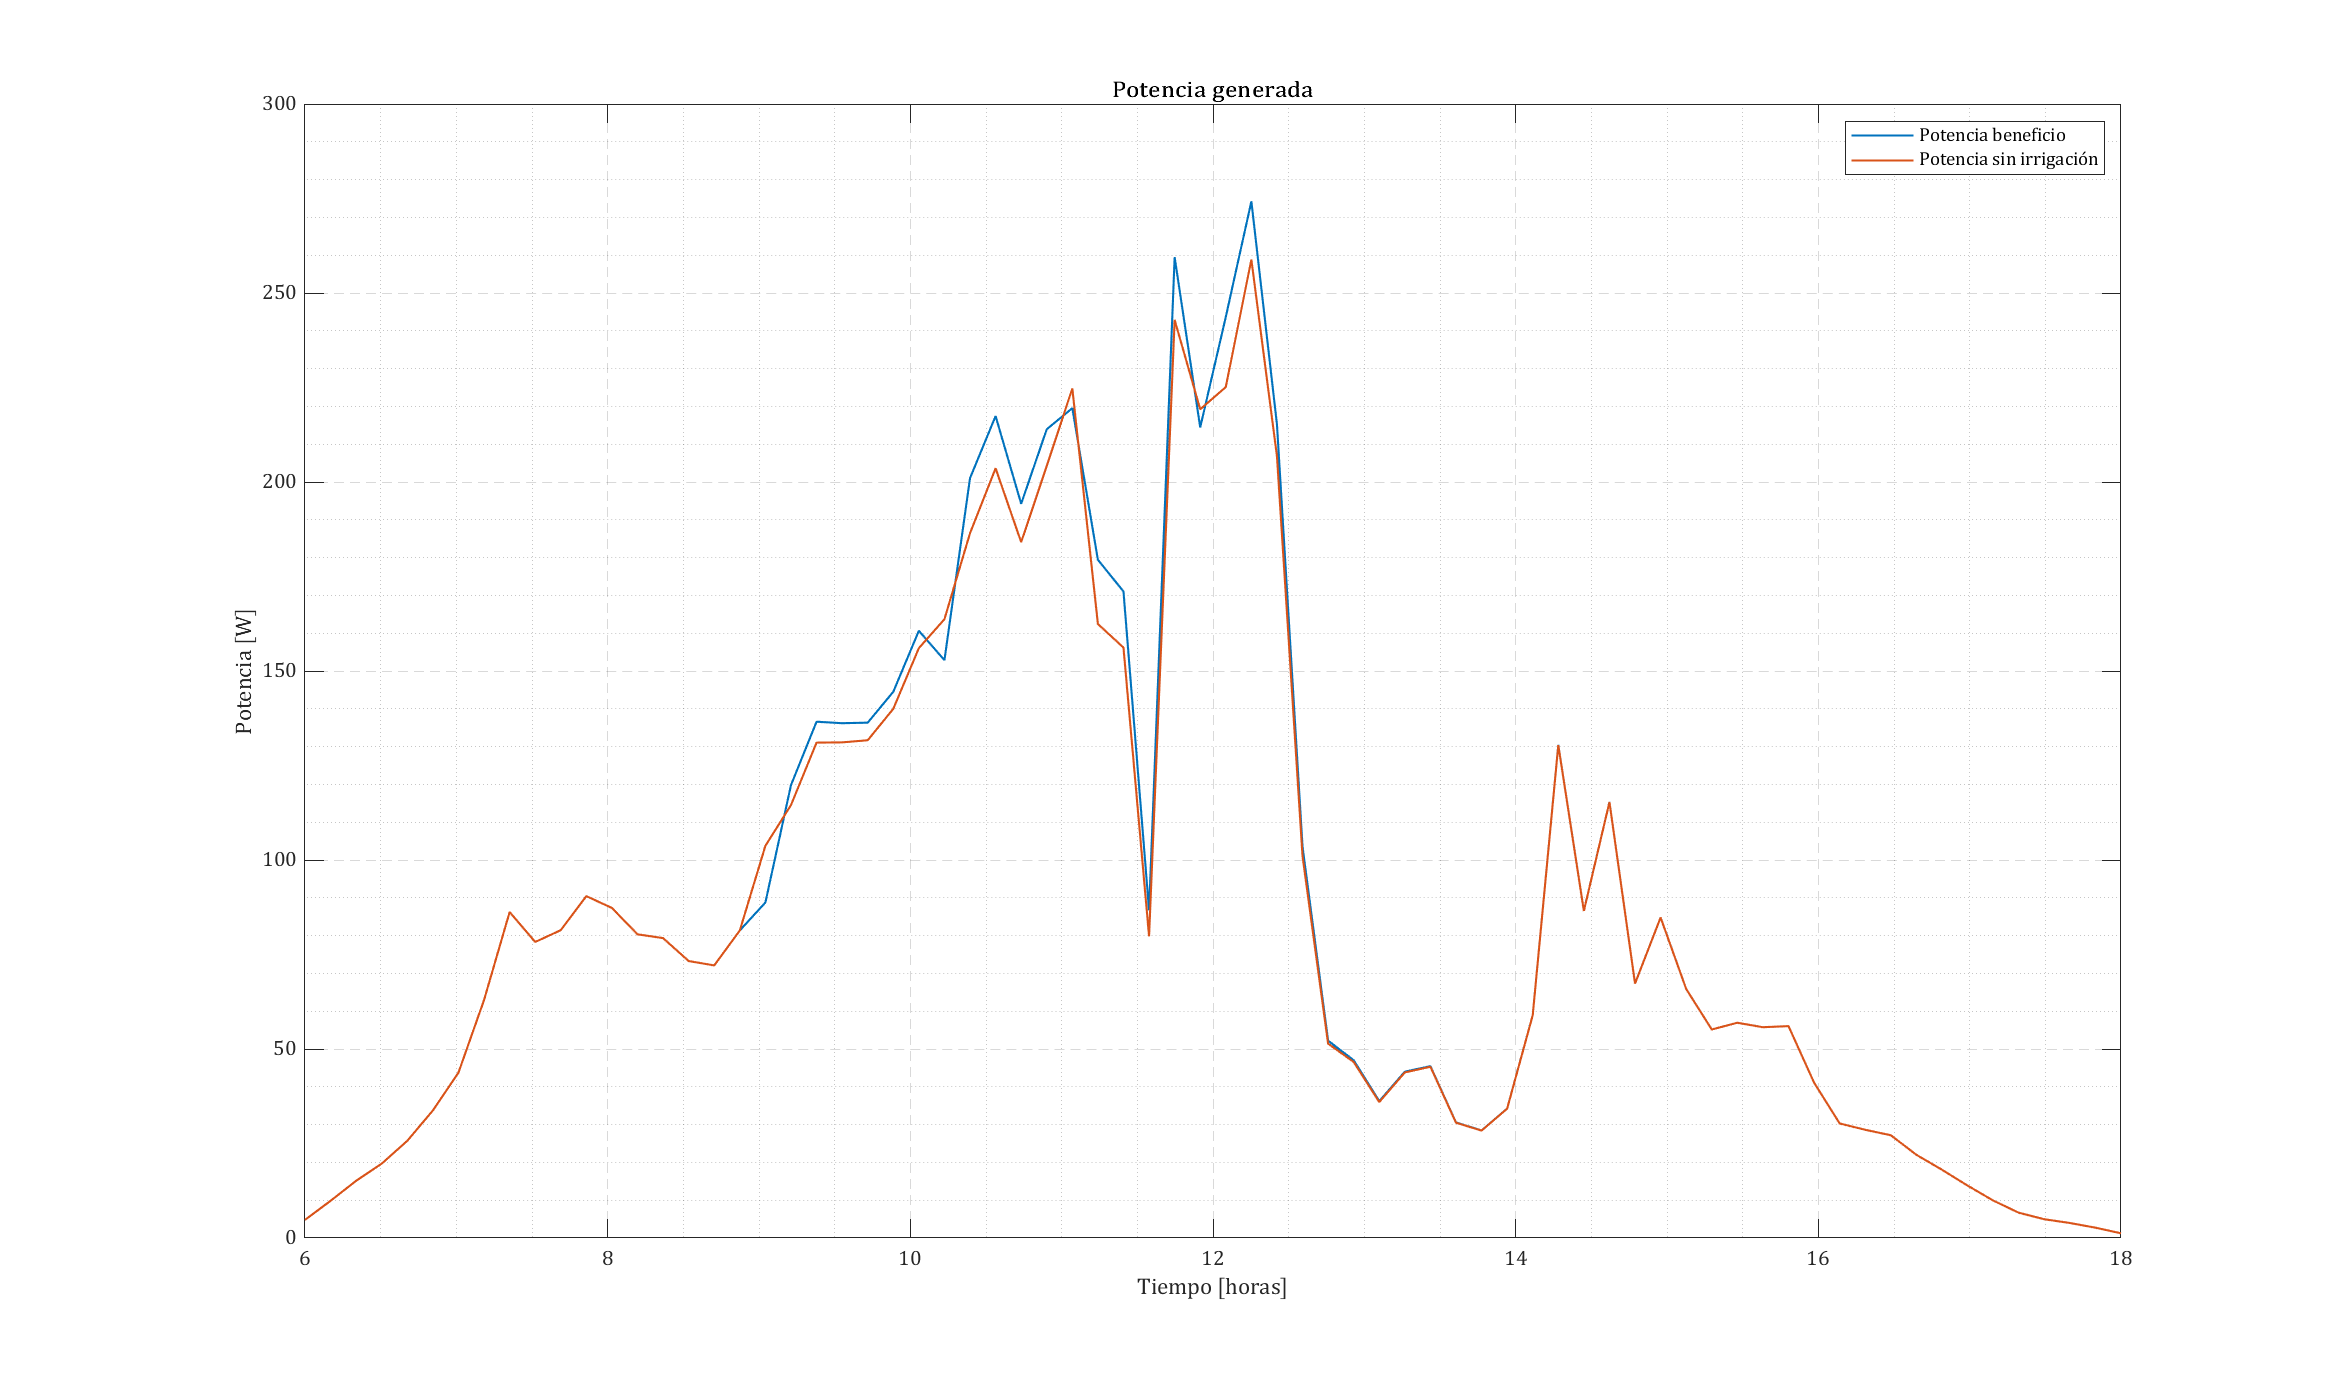 Potencia generada
300
250
200
150
100
50
0
Potencia [W]
Potencia beneficio
Potencia sin irrigación
6 8 10 12 14 16 18
Tiempo [horas]